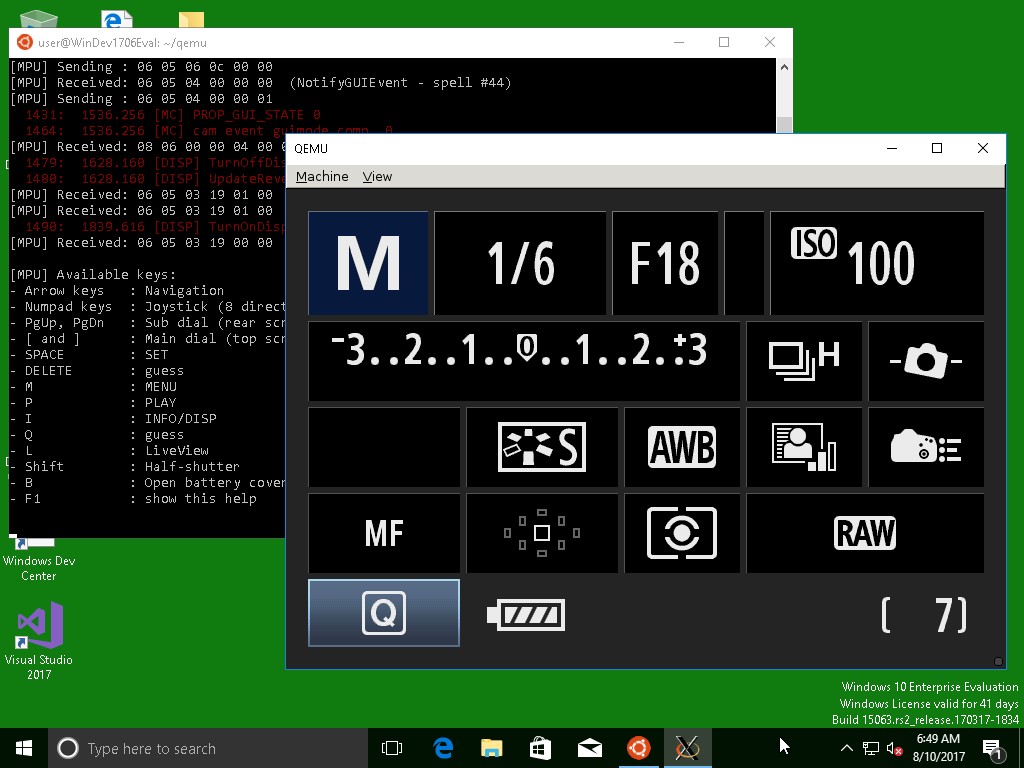 user@WinDev1706Eval: ~/qemu
[MPU] Sending : 06 05 06 0c 00 00
[MPU] Received: 06 05 04 00 00 00 (NotifyGUIEvent - spell #44)
[MPU] Sending : 06 05 04 00 00 01
1431: 1536.256 [MC] PROP_GUI_STATE 0
1464: 1536.256 [MC] cam event guimode comp. 0
[MPU] Received: 08 06 00 00 04 00 0
1479: 1628.160 [DISP] TurnOffDis
1480: 1628.160 [DISP] UpdateReve
[MPU] Received: 06 05 03 19 01 00
[MPU] Received: 06 05 03 19 01 00
1490: 1839.616 [DISP] TurnOnDisp
[MPU] Received: 06 05 03 19 00 00
[MPU] Available keys:
- Arrow keys : Navigation
- Numpad keys : Joystick (8 direct
- PgUp, PgDn : Sub dial (rear scr
- [ and ] : Main dial (top scr
- SPACE : SET
- DELETE : guess
- M : MENU
- P : PLAY
- I : INFO/DISP
- Q : guess
- L : LiveView
- Shift : Half-shutter
- B : Open battery cover
- F1 : show this help
QEMU
Machine View
M 1/6 F18 ISO 100
-3..2..1..0..1..2.+3 H
S AWB
MF RAW
Q [ 7]
Windows Dev
Center
Visual Studio
2017
Windows 10 Enterprise Evaluation
Windows License valid for 41 days
Build 15063.rs2_release.170317-1834
Type here to search
6:49 AM
8/10/2017
1